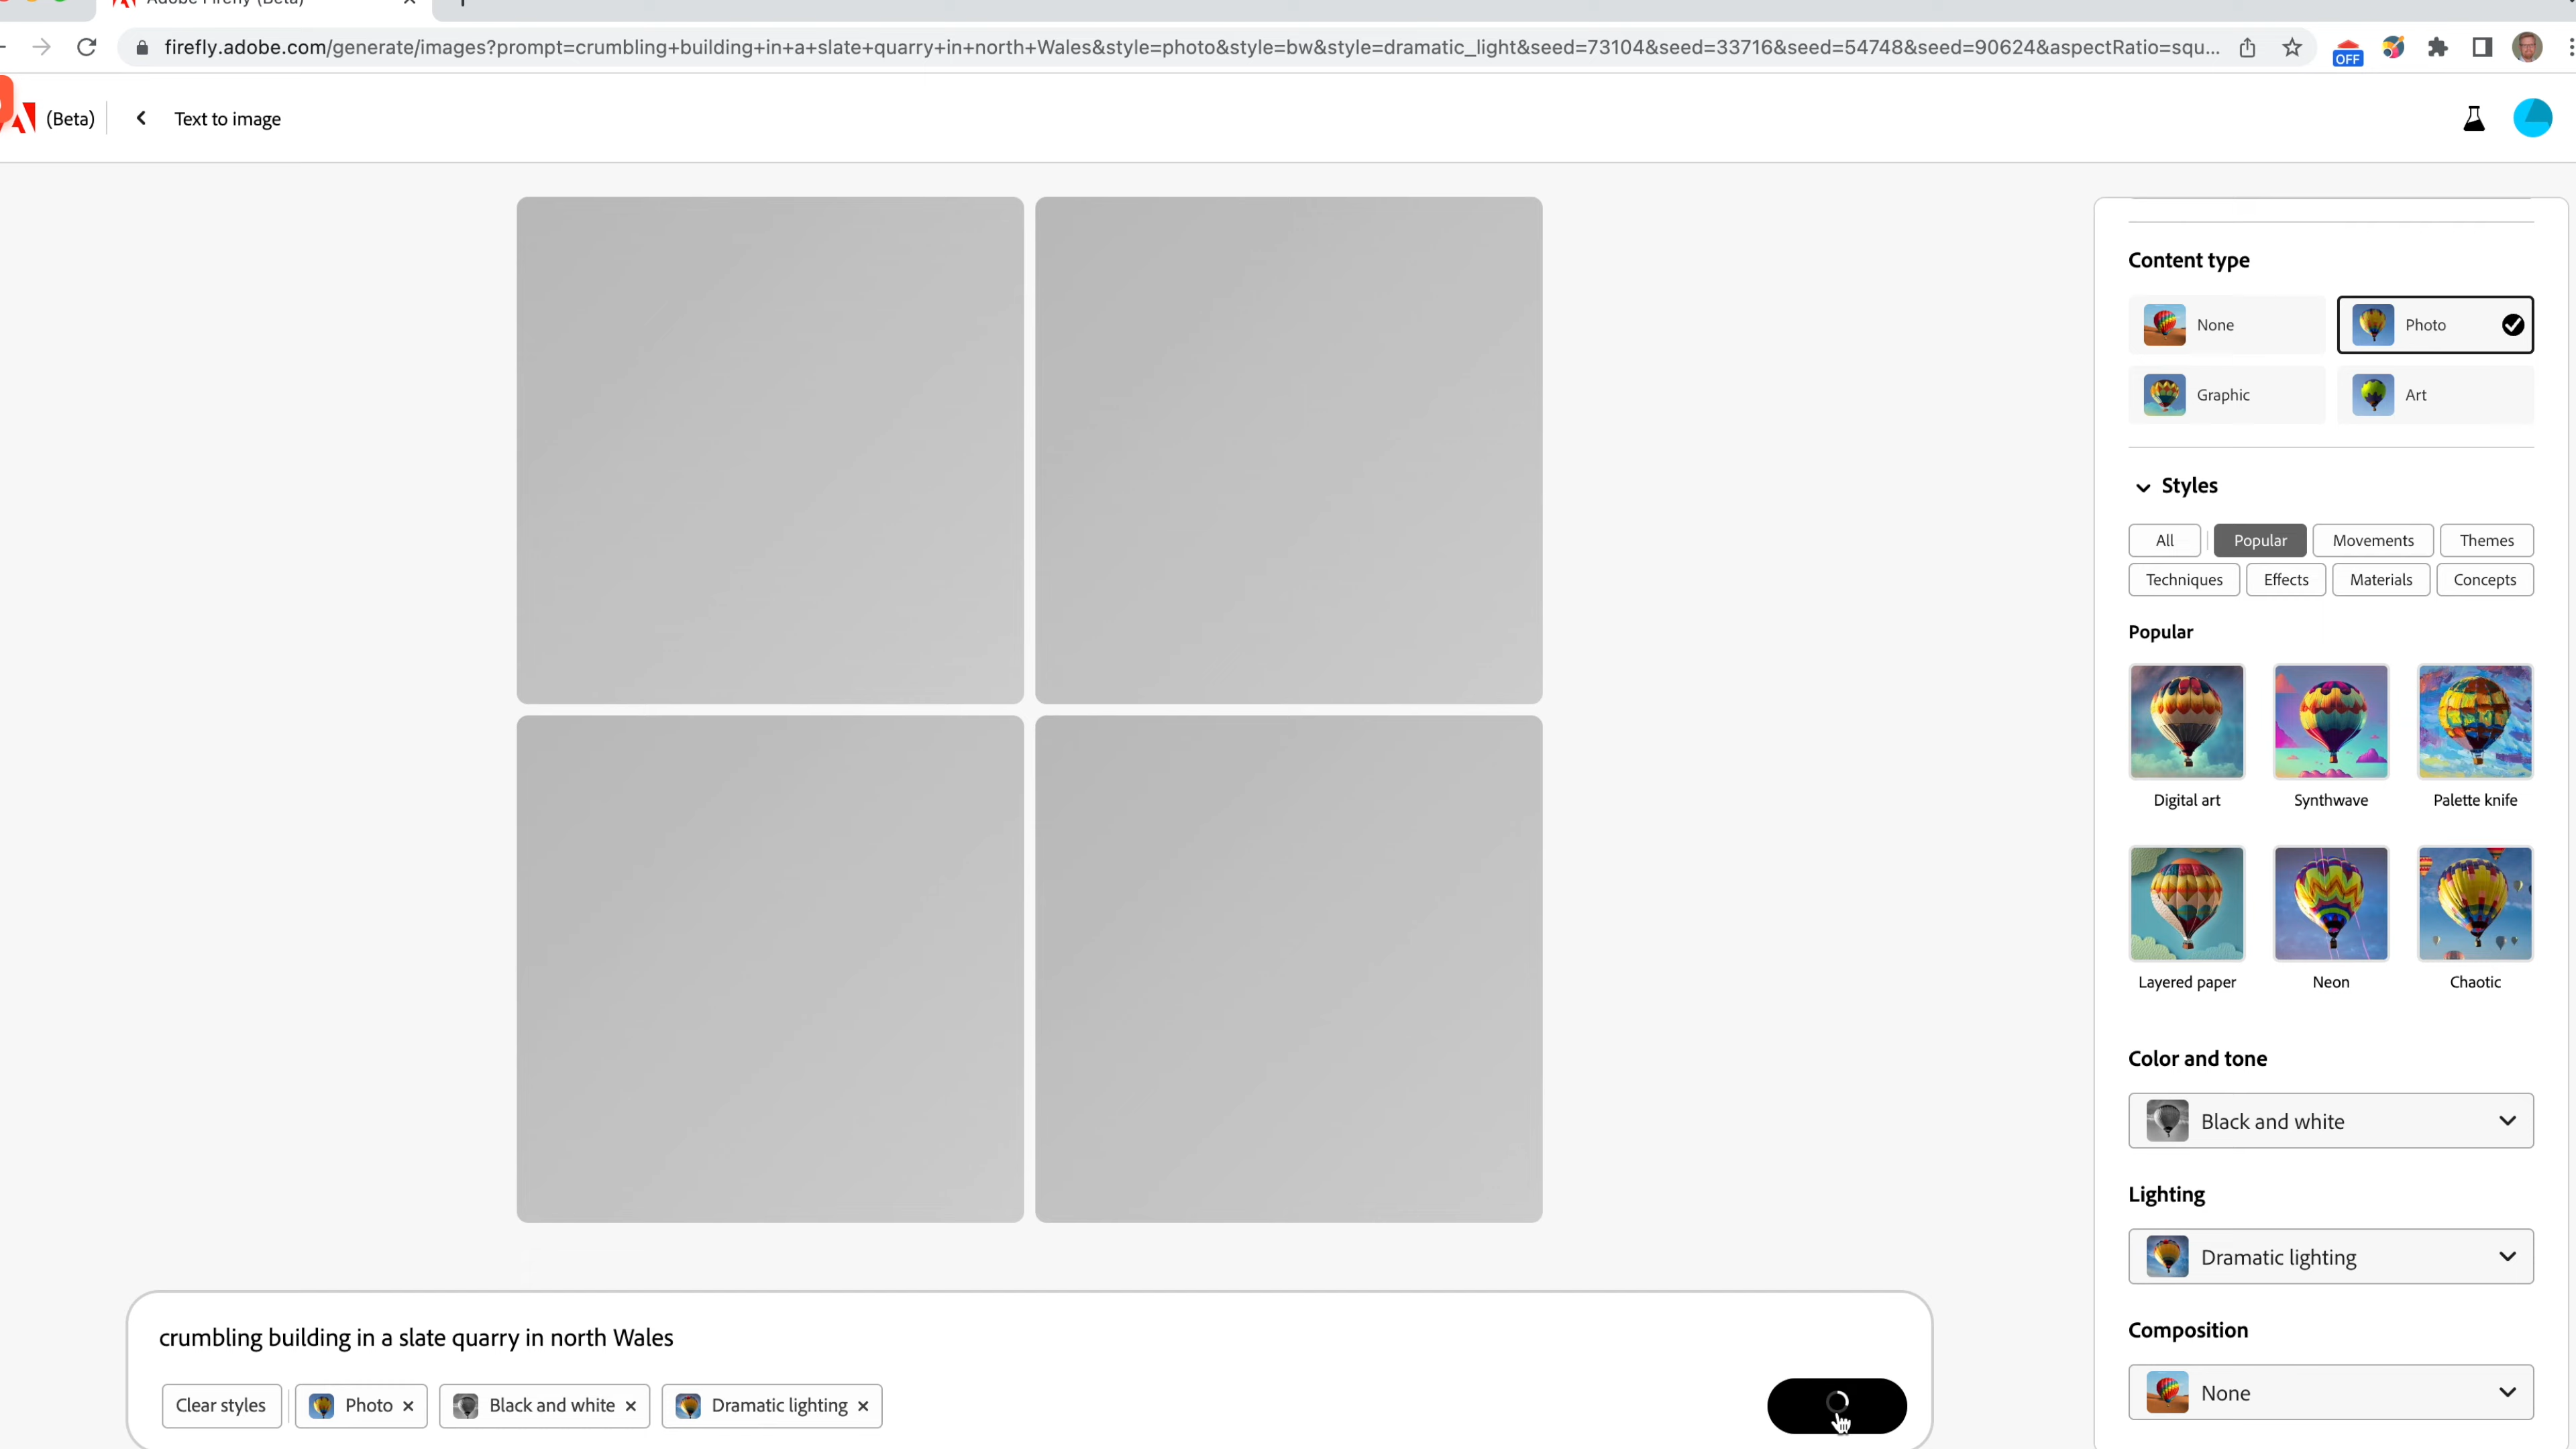 Adobe Firefly (Beta)
firefly.adobe.com/generate/images?prompt=crumbling+building+in+a+slate+quarry+in+north+Wales&style=photo&style=bw&style=dramatic_light&seed=73104&seed=33716&seed=54748&seed=90624&aspectRatio=squ...
OFF
(Beta)
Text to image
Content type
None
Photo
Graphic
Art
Styles
All
Popular
Movements
Themes
Techniques
Effects
Materials
Concepts
Popular
Digital art
Synthwave
Palette knife
Layered paper
Neon
Chaotic
Color and tone
Black and white
Lighting
Dramatic lighting
Composition
None
crumbling building in a slate quarry in north Wales
Clear styles
Photo
Black and white
Dramatic lighting